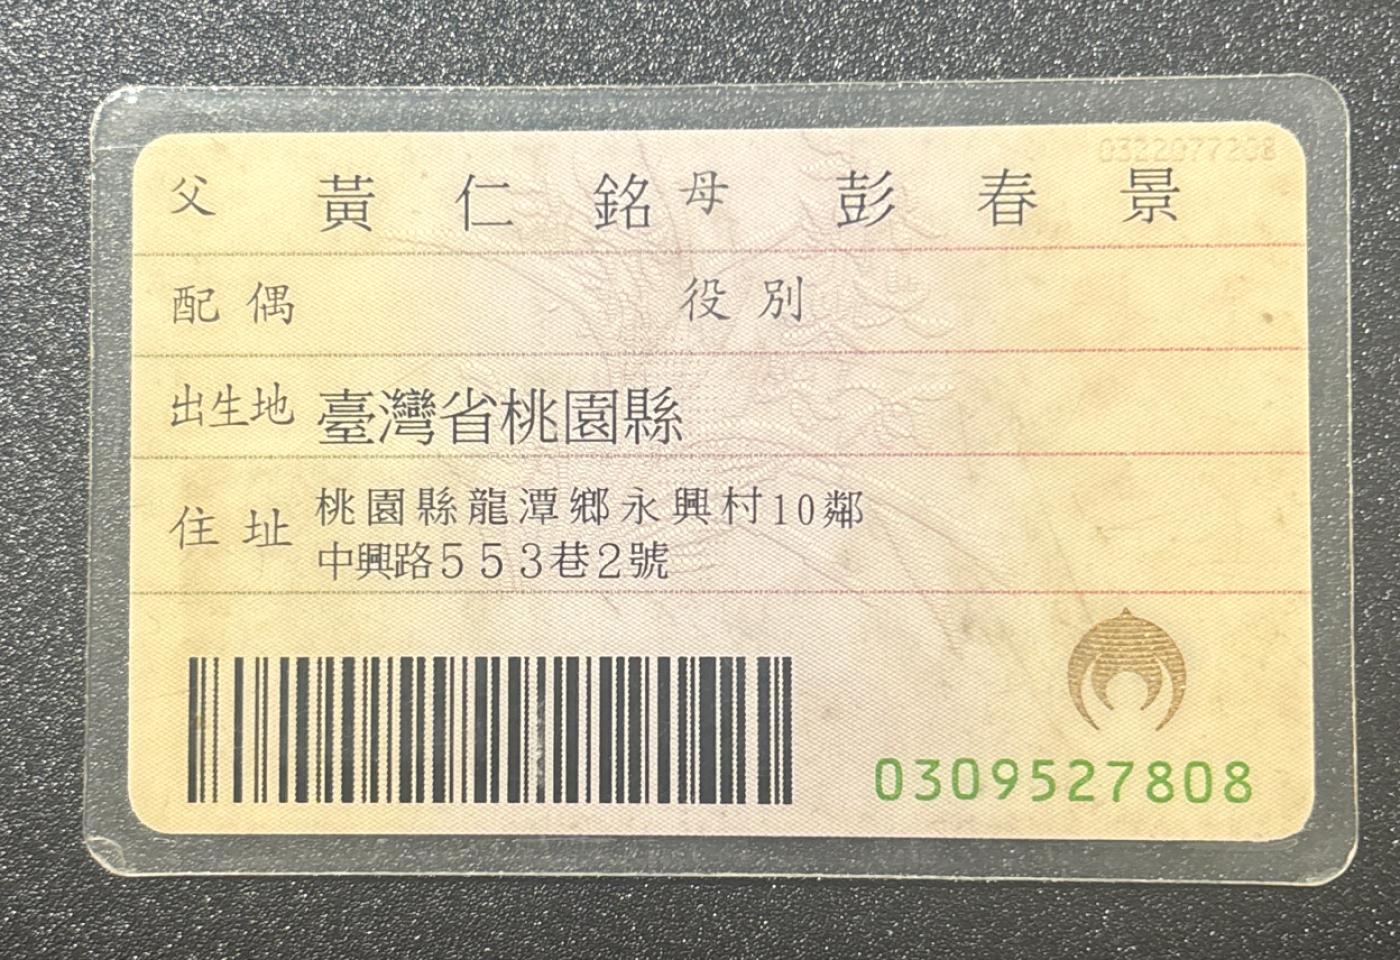 0322077208
父 黃仁銘 母 彭春景
配偶 役別
出生地 臺灣省桃園縣
住址 桃園縣龍潭鄉永興村10鄰
中興路553巷2號
0309527808